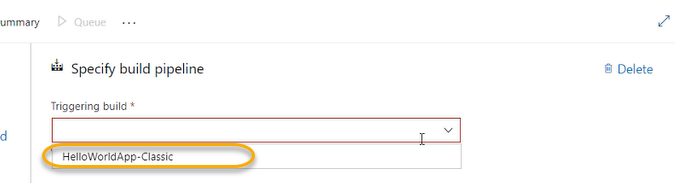 ummary Queue ...
Specify build pipeline Delete
Triggering build *
d
HelloWorldApp-Classic